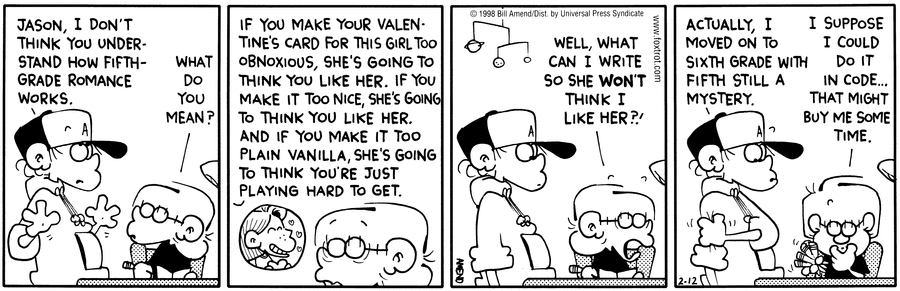 JASON, I DON'T
THINK YOU UNDER-
STAND HOW FIFTH-
GRADE ROMANCE
WORKS.
WHAT
DO
YOU
MEAN?
A
IF YOU MAKE YOUR VALEN-
TINE'S CARD FOR THIS GIRL TOO
OBNOXIOUS, SHE'S GOING TO
THINK YOU LIKE HER. IF YOU
MAKE IT TOO NICE, SHE'S GOING
TO THINK YOU LIKE HER.
AND IF YOU MAKE IT TOO
PLAIN VANILLA, SHE'S GOING
TO THINK YOU'RE JUST
PLAYING HARD TO GET.
© 1998 Bill Amend/Dist. by Universal Press Syndicate
www.foxtrot.com
WELL, WHAT
CAN I WRITE
SO SHE WON'T
THINK I
LIKE HER?!
A
AMEND
ACTUALLY, I
MOVED ON TO
SIXTH GRADE WITH
FIFTH STILL A
MYSTERY.
I SUPPOSE
I COULD
DO IT
IN CODE...
THAT MIGHT
BUY ME SOME
TIME.
A
2-12